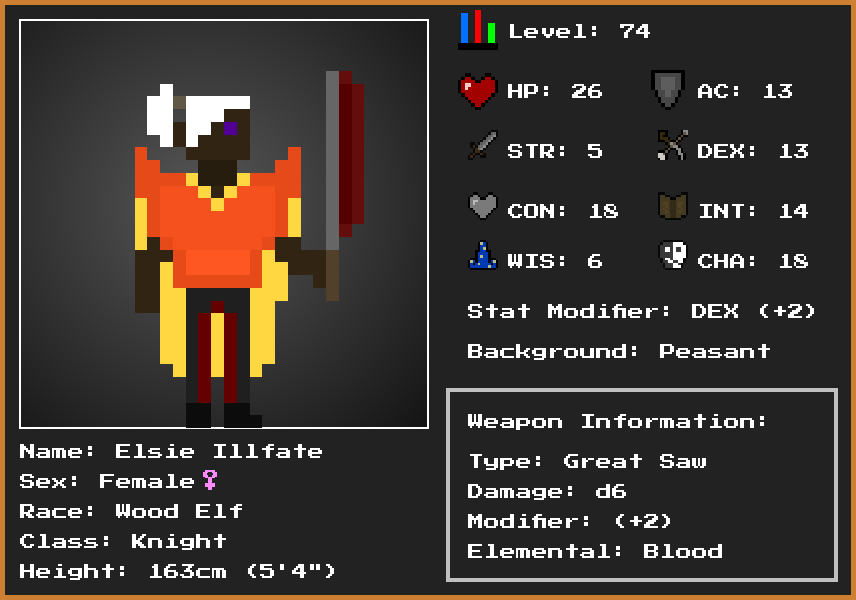 Level: 74
HP: 26
AC: 13
STR: 5
DEX: 13
CON: 18
INT: 14
WIS: 6
CHA: 18
Stat Modifier: DEX (+2)
Background: Peasant
Weapon Information:
Type: Great Saw
Damage: d6
Modifier: (+2)
Elemental: Blood
Name: Elsie Illfate
Sex: Female♀
Race: Wood Elf
Class: Knight
Height: 163cm (5'4")